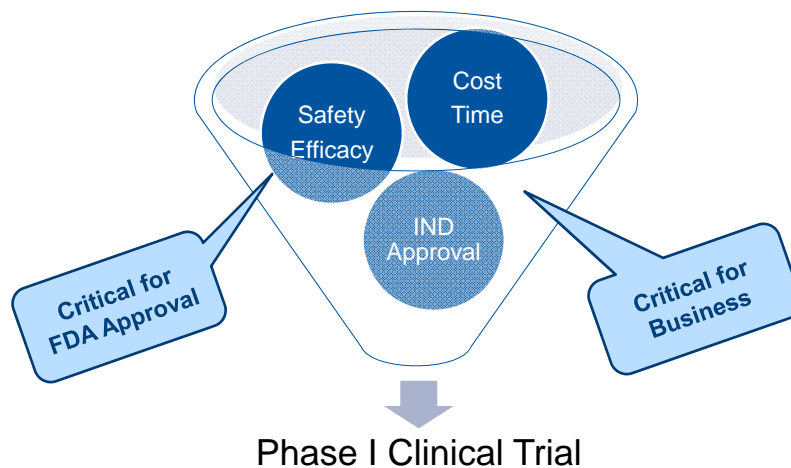 Cost
Time
Safety
Efficacy
IND
Approval
Critical for
FDA Approval
Critical for
Business
Phase I Clinical Trial